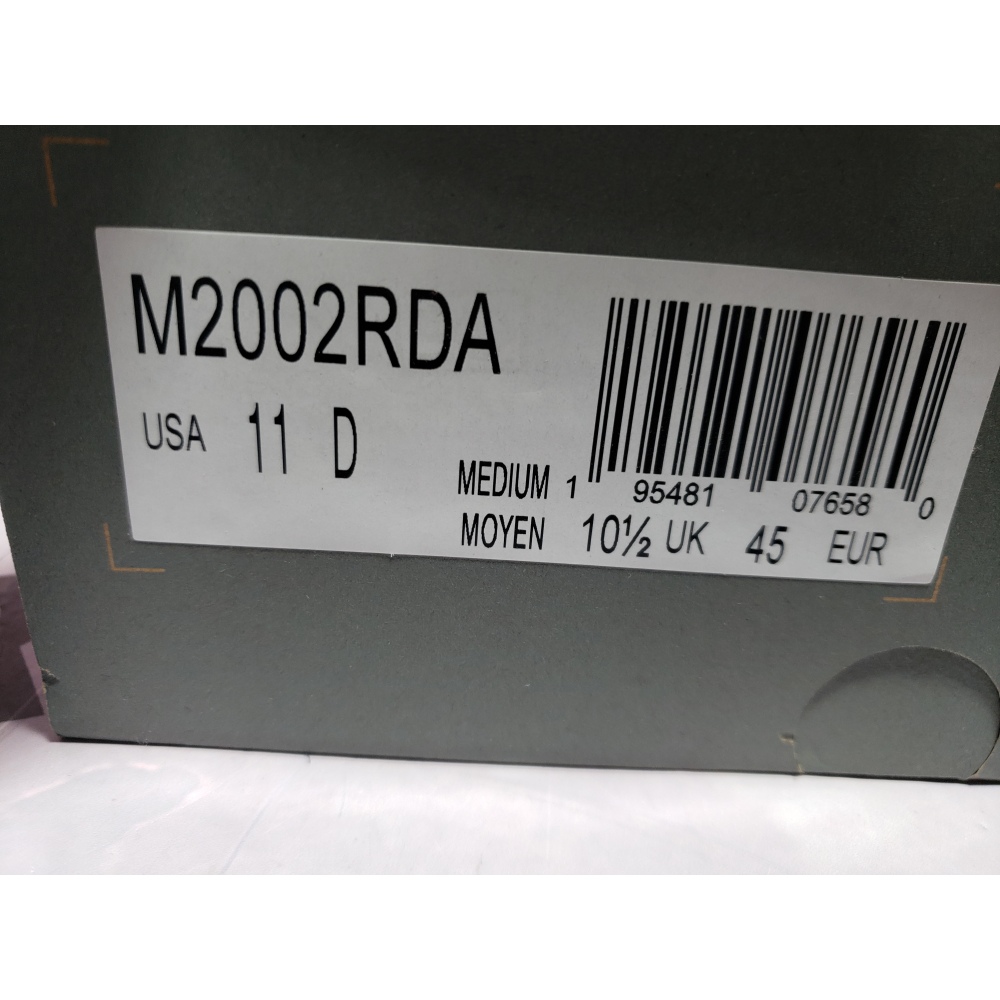 M2002RDA
USA 11 D
MEDIUM 1 95481 07658 0
MOYEN 10½ UK 45 EUR